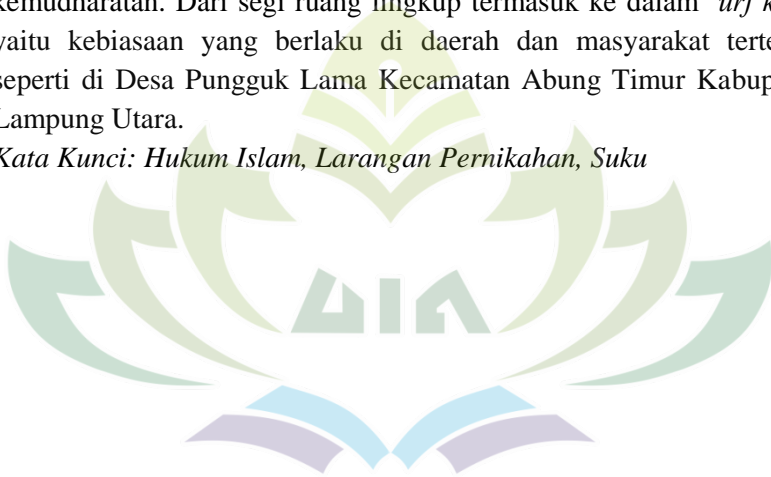 kemudharatan. Dari segi ruang lingkup termasuk ke dalam 'urf k
yaitu kebiasaan yang berlaku di daerah dan masyarakat terte
seperti di Desa Pungguk Lama Kecamatan Abung Timur Kabup
Lampung Utara.
Kata Kunci: Hukum Islam, Larangan Pernikahan, Suku
UIN